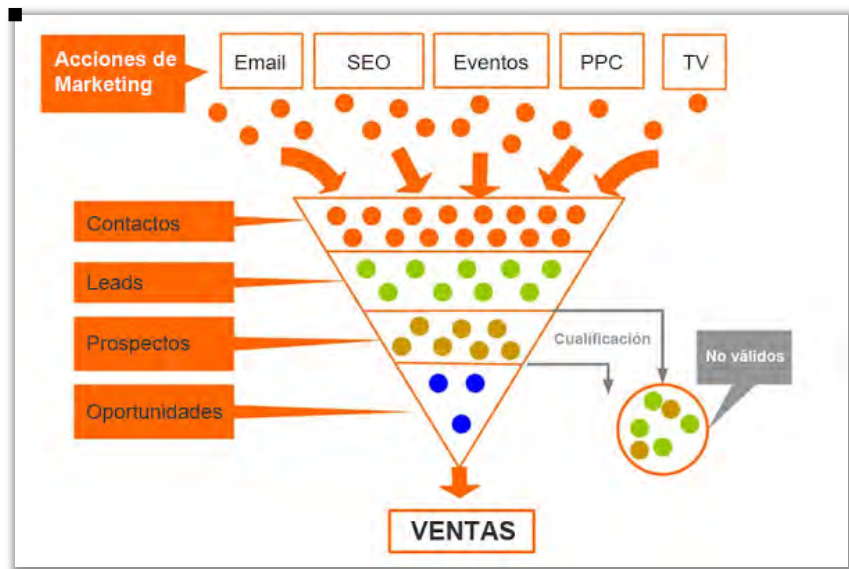 Acciones de
Marketing
Email
SEO
Eventos
PPC
TV
Contactos
Leads
Prospectos
Cualificación
No válidos
Oportunidades
VENTAS